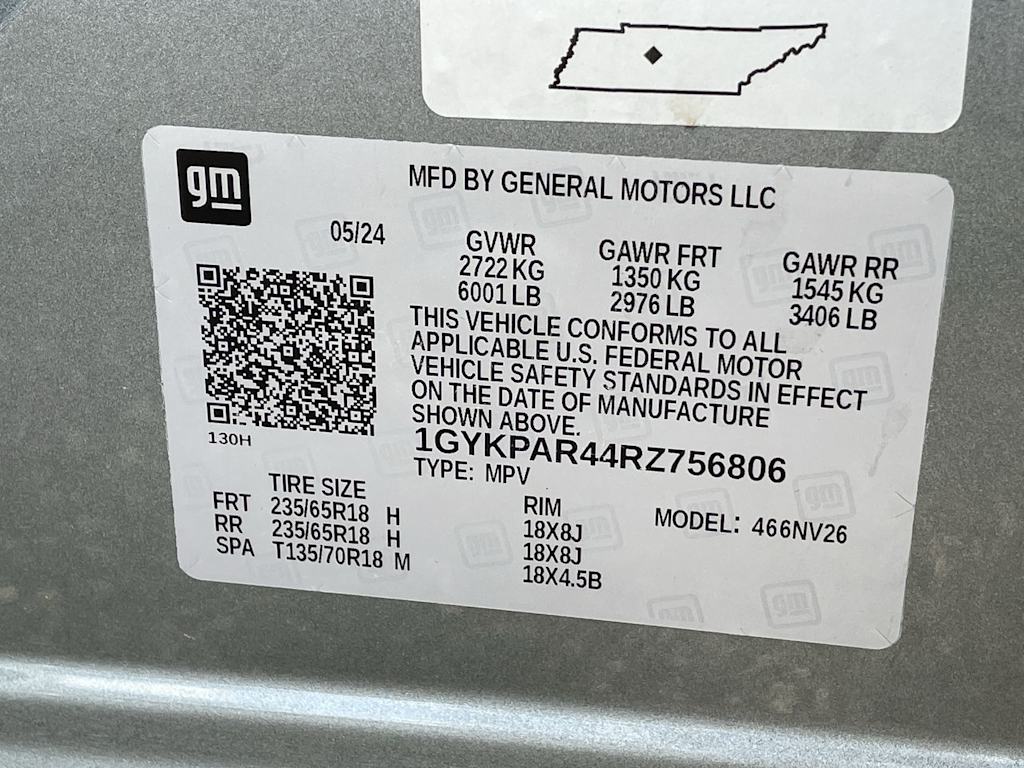 gm
MFD BY GENERAL MOTORS LLC
05/24
GVWR GAWR FRT GAWR RR
2722 KG 1350 KG 1545 KG
6001 LB 2976 LB 3406 LB
THIS VEHICLE CONFORMS TO ALL
APPLICABLE U.S. FEDERAL MOTOR
VEHICLE SAFETY STANDARDS IN EFFECT
ON THE DATE OF MANUFACTURE
SHOWN ABOVE.
130H
1GYKPAR44RZ756806
TYPE: MPV
TIRE SIZE RIM
FRT 235/65R18 H 18X8J
RR 235/65R18 H 18X8J
SPA T135/70R18 M 18X4.5B
MODEL: 466NV26